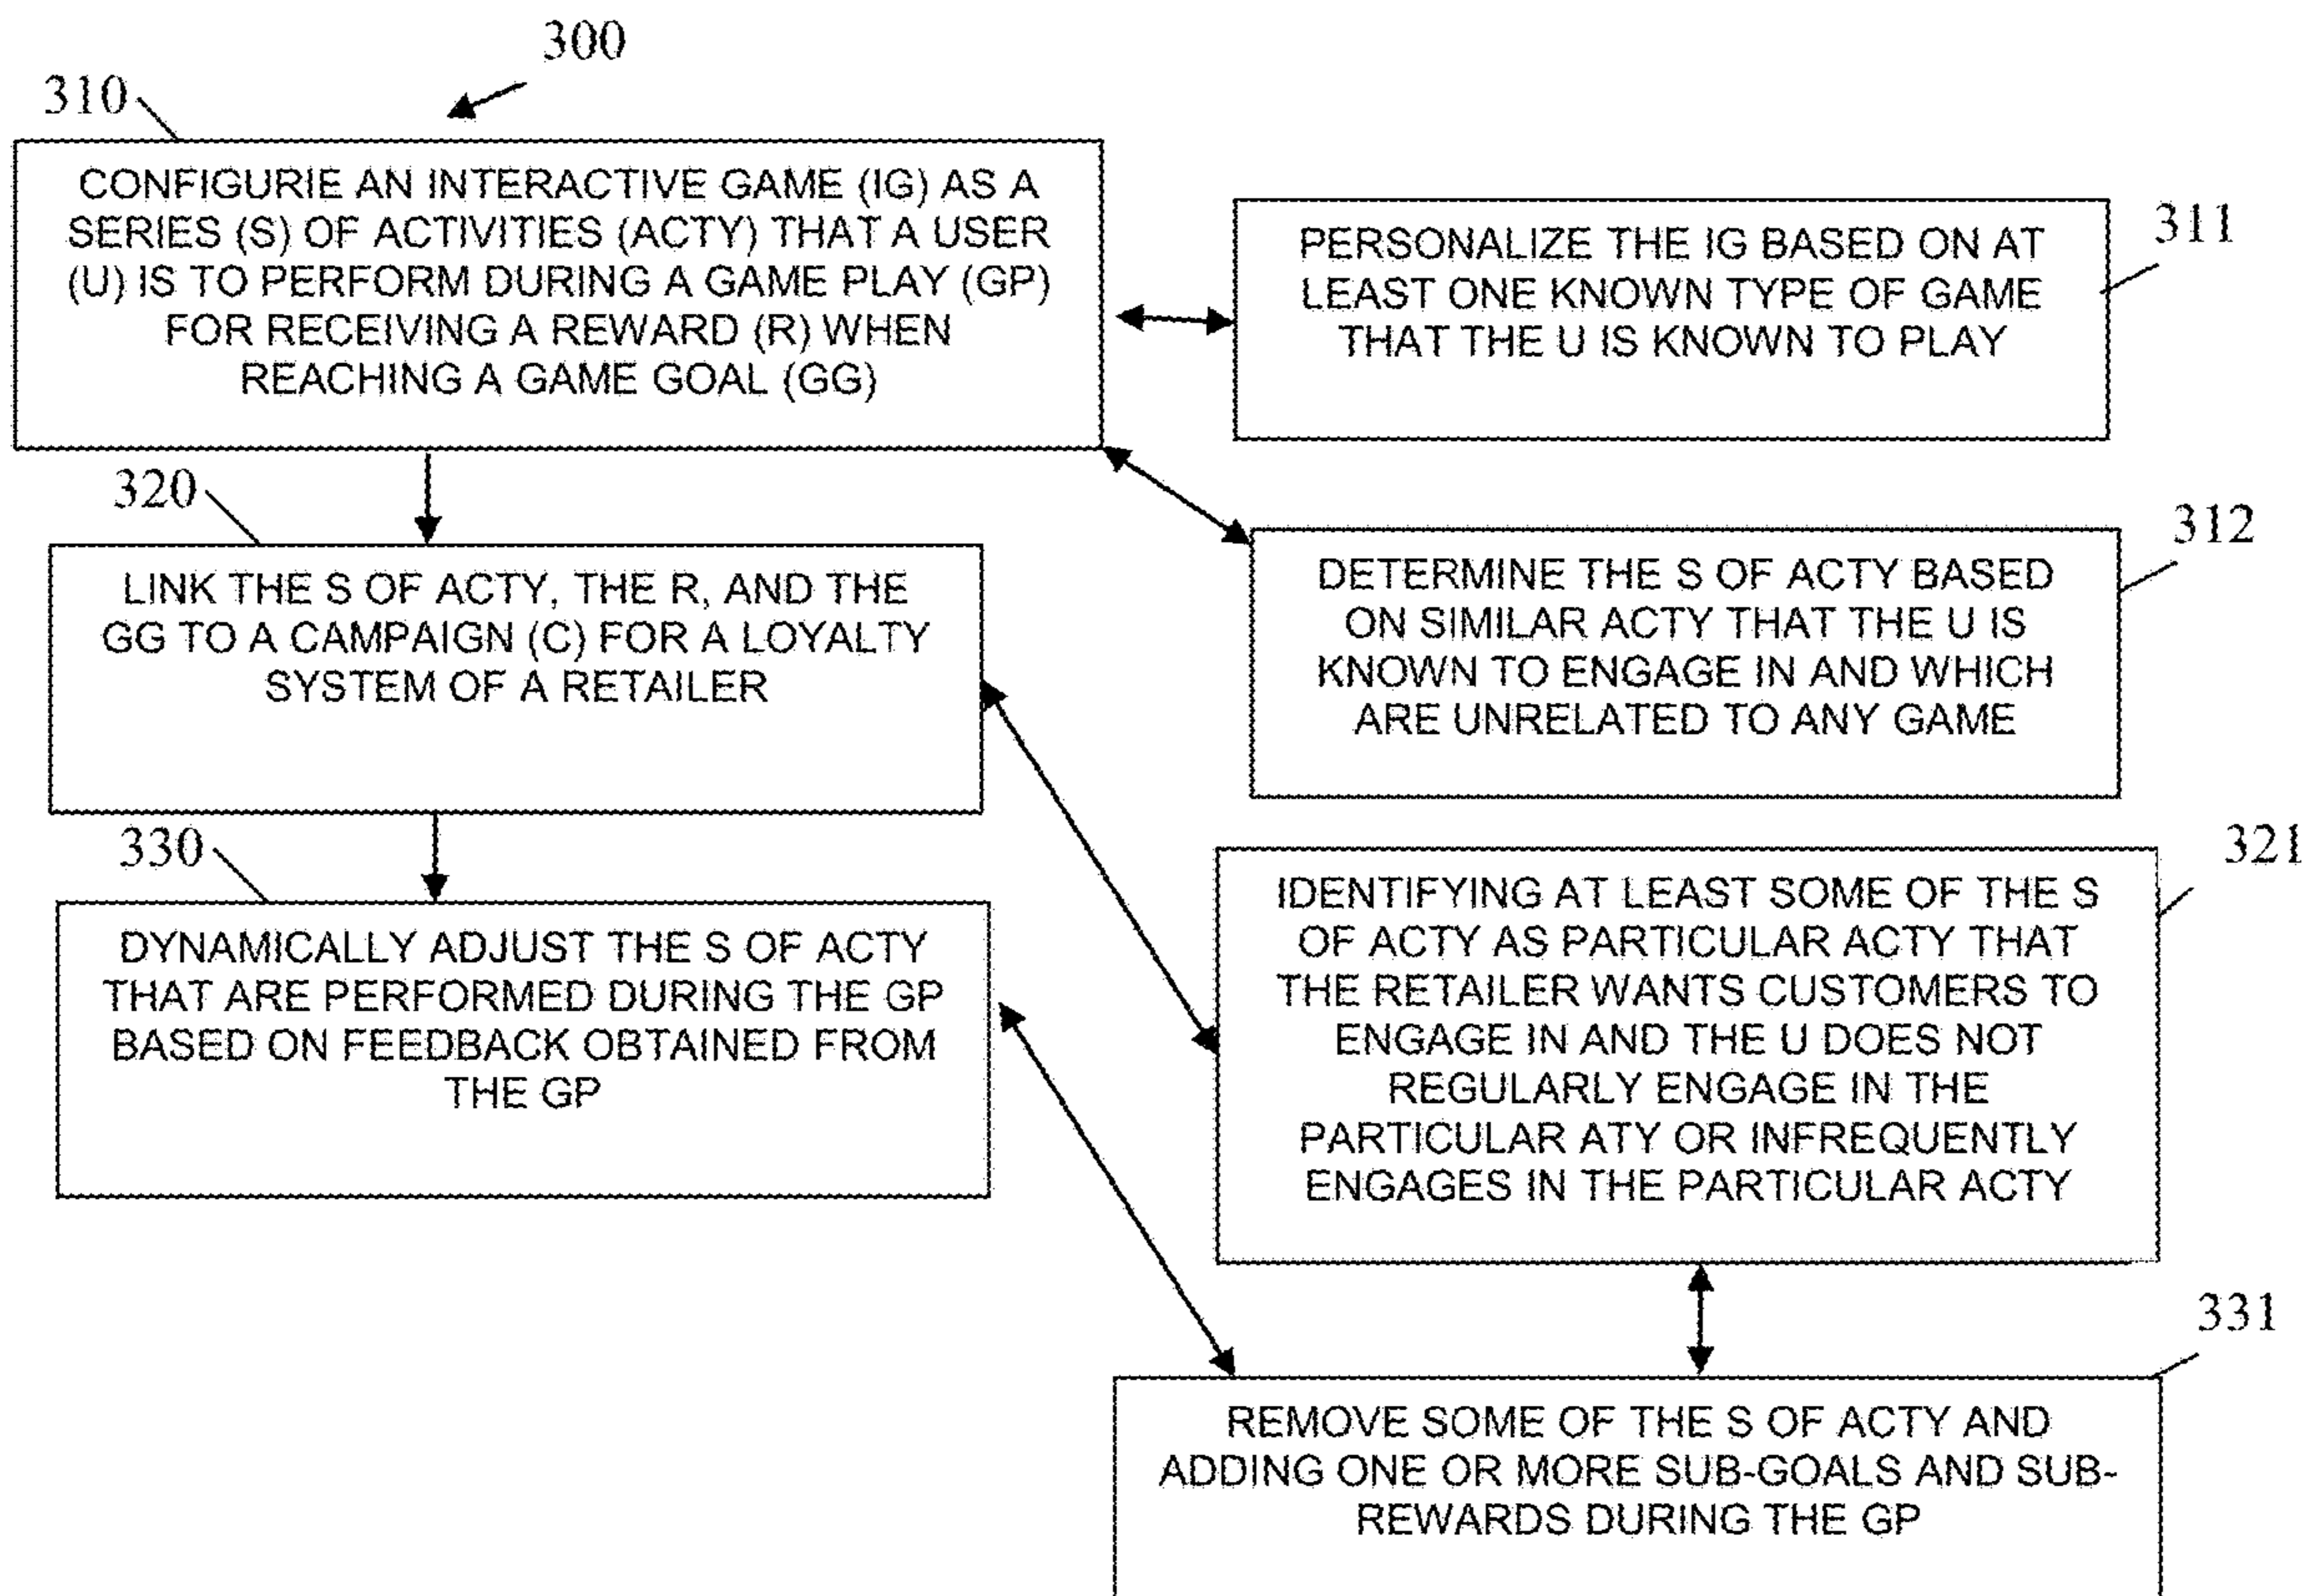 300
310
CONFIGURIE AN INTERACTIVE GAME (IG) AS A
SERIES (S) OF ACTIVITIES (ACTY) THAT A USER
(U) IS TO PERFORM DURING A GAME PLAY (GP)
FOR RECEIVING A REWARD (R) WHEN
REACHING A GAME GOAL (GG)
311
PERSONALIZE THE IG BASED ON AT
LEAST ONE KNOWN TYPE OF GAME
THAT THE U IS KNOWN TO PLAY
320
LINK THE S OF ACTY, THE R, AND THE
GG TO A CAMPAIGN (C) FOR A LOYALTY
SYSTEM OF A RETAILER
312
DETERMINE THE S OF ACTY BASED
ON SIMILAR ACTY THAT THE U IS
KNOWN TO ENGAGE IN AND WHICH
ARE UNRELATED TO ANY GAME
330
DYNAMICALLY ADJUST THE S OF ACTY
THAT ARE PERFORMED DURING THE GP
BASED ON FEEDBACK OBTAINED FROM
THE GP
321
IDENTIFYING AT LEAST SOME OF THE S
OF ACTY AS PARTICULAR ACTY THAT
THE RETAILER WANTS CUSTOMERS TO
ENGAGE IN AND THE U DOES NOT
REGULARLY ENGAGE IN THE
PARTICULAR ATY OR INFREQUENTLY
ENGAGES IN THE PARTICULAR ACTY
331
REMOVE SOME OF THE S OF ACTY AND
ADDING ONE OR MORE SUB-GOALS AND SUB-
REWARDS DURING THE GP